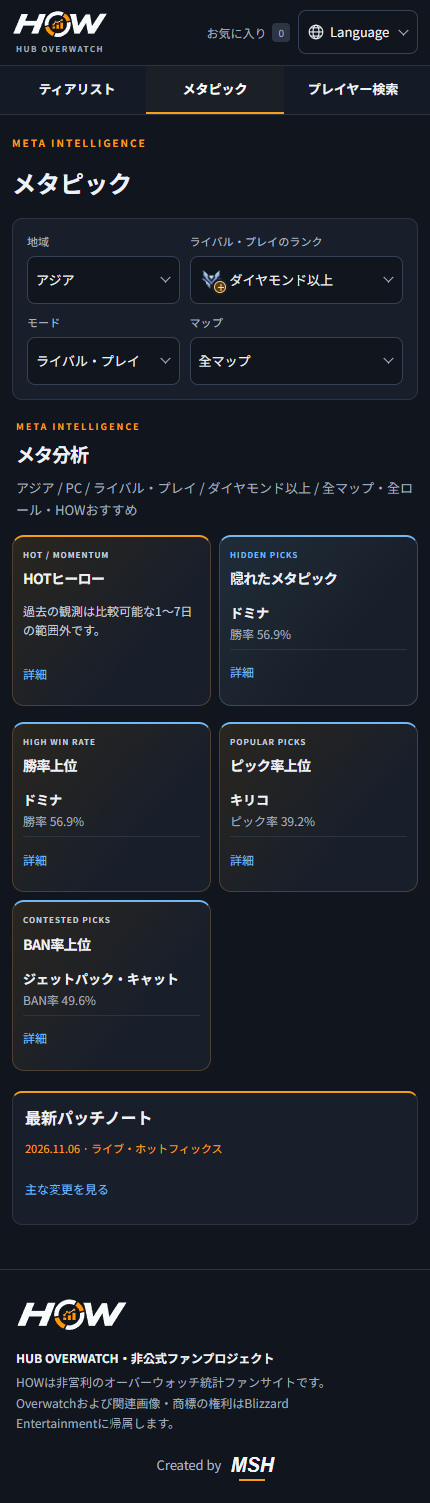 HOW
HUB OVERWATCH
お気に入り 0
Language
ティアリスト メタピック プレイヤー検索
META INTELLIGENCE
メタピック
地域 ライバル・プレイのランク
アジア ダイヤモンド以上
モード マップ
ライバル・プレイ 全マップ
META INTELLIGENCE
メタ分析
アジア / PC / ライバル・プレイ / ダイヤモンド以上 / 全マップ・全ロ
ール・HOWおすすめ
HOT / MOMENTUM
HOTヒーロー
過去の観測は比較可能な1〜7日
の範囲外です。
詳細
HIDDEN PICKS
隠れたメタピック
ドミナ
勝率 56.9%
詳細
HIGH WIN RATE
勝率上位
ドミナ
勝率 56.9%
詳細
POPULAR PICKS
ピック率上位
キリコ
ピック率 39.2%
詳細
CONTESTED PICKS
BAN率上位
ジェットパック・キャット
BAN率 49.6%
詳細
最新パッチノート
2026.11.06 · ライブ・ホットフィックス
主な変更を見る
HOW
HUB OVERWATCH・非公式ファンプロジェクト
HOWは非営利のオーバーウォッチ統計ファンサイトです。
Overwatchおよび関連画像・商標の権利はBlizzard
Entertainmentに帰属します。
Created by MSH